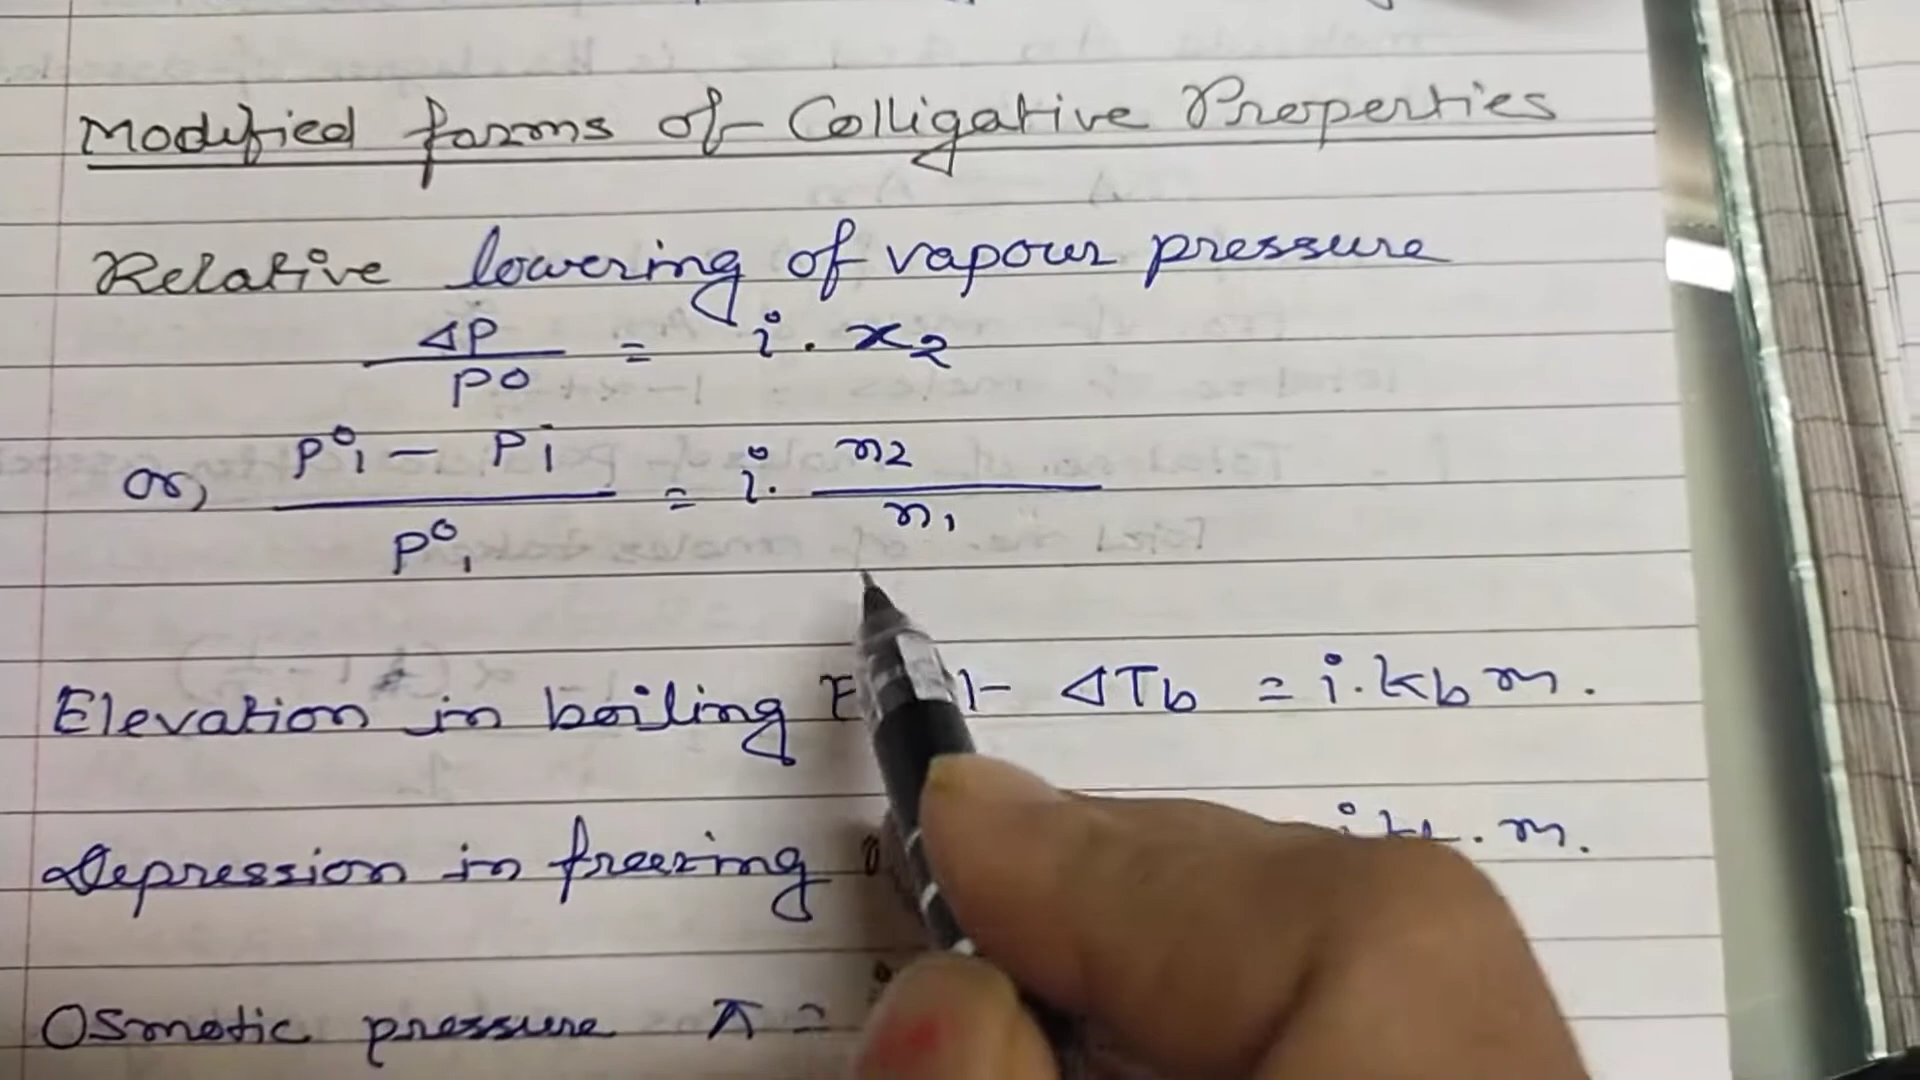 Modified forms of Colligative Properties
Relative lowering of vapour pressure
ΔP / P° = i . x₂
or, P°₁ - P₁ / P°₁ = i . n₂ / n₁
Elevation in boiling ΔTb = i . kb m .
Depression in freezing . m .
Osmotic pressure π =